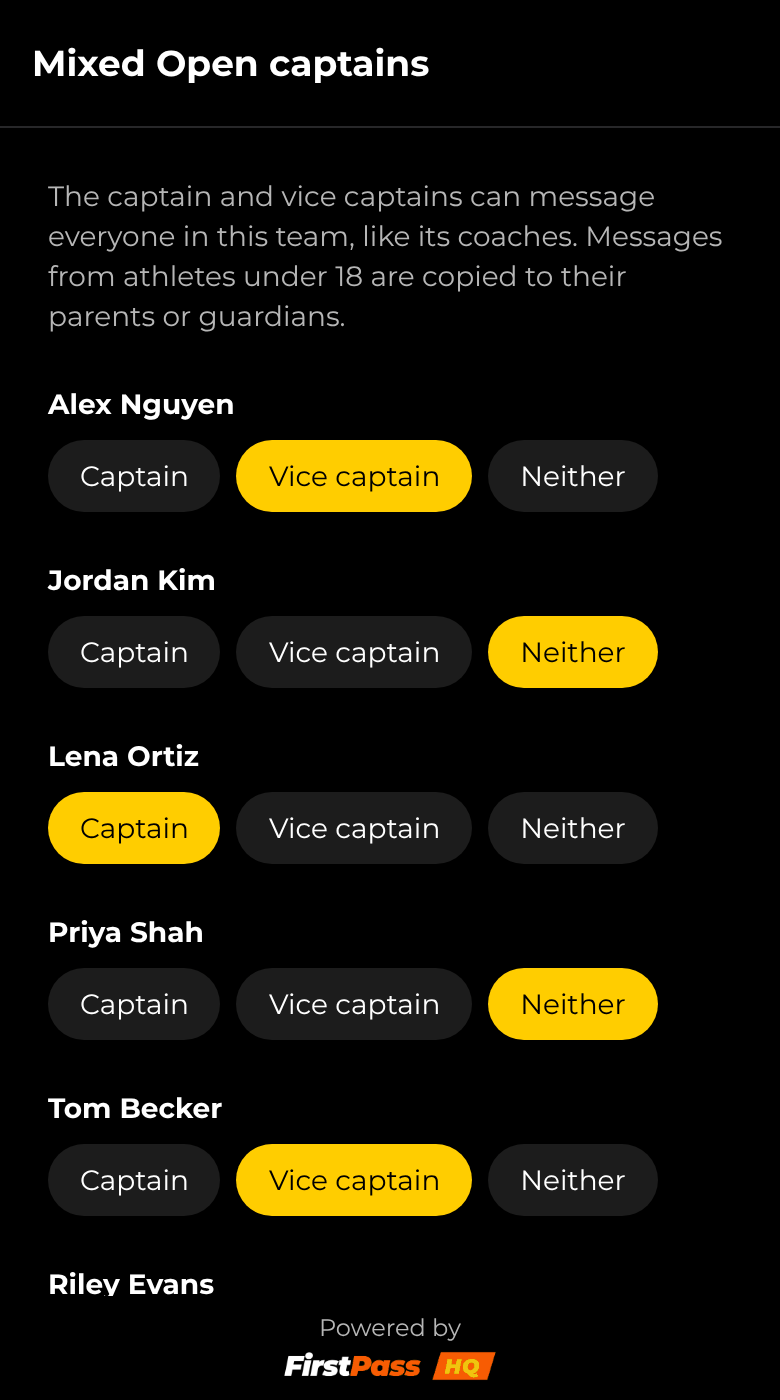 Mixed Open captains
The captain and vice captains can message
everyone in this team, like its coaches. Messages
from athletes under 18 are copied to their
parents or guardians.
Alex Nguyen
Captain Vice captain Neither
Jordan Kim
Captain Vice captain Neither
Lena Ortiz
Captain Vice captain Neither
Priya Shah
Captain Vice captain Neither
Tom Becker
Captain Vice captain Neither
Riley Evans
Powered by
FirstPass HQ